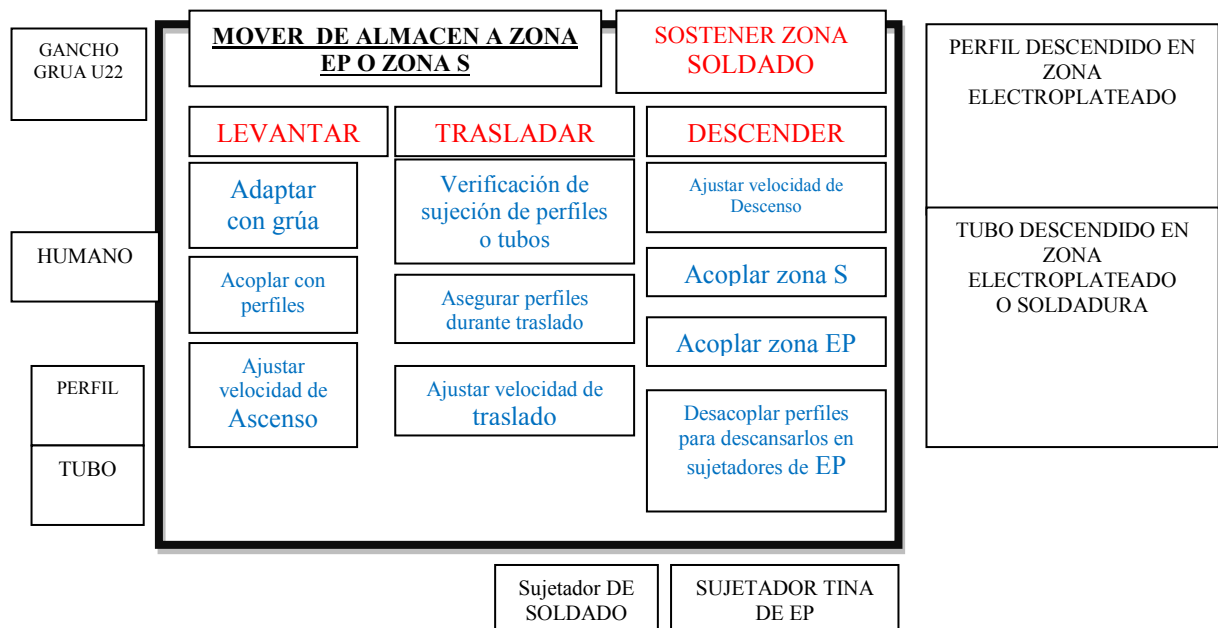 GANCHO
GRUA U22
HUMANO
PERFIL
TUBO
MOVER DE ALMACEN A ZONA
EP O ZONA S
SOSTENER ZONA
SOLDADO
LEVANTAR
TRASLADAR
DESCENDER
Adaptar
con grúa
Acoplar con
perfiles
Ajustar
velocidad de
Ascenso
Verificación de
sujeción de perfiles
o tubos
Asegurar perfiles
durante traslado
Ajustar velocidad de
traslado
Ajustar velocidad de
Descenso
Acoplar zona S
Acoplar zona EP
Desacoplar perfiles
para descansarlos en
sujetadores de EP
PERFIL DESCENDIDO EN
ZONA
ELECTROPLATEADO
TUBO DESCENDIDO EN
ZONA
ELECTROPLATEADO
O SOLDADURA
Sujetador DE
SOLDADO
SUJETADOR TINA
DE EP